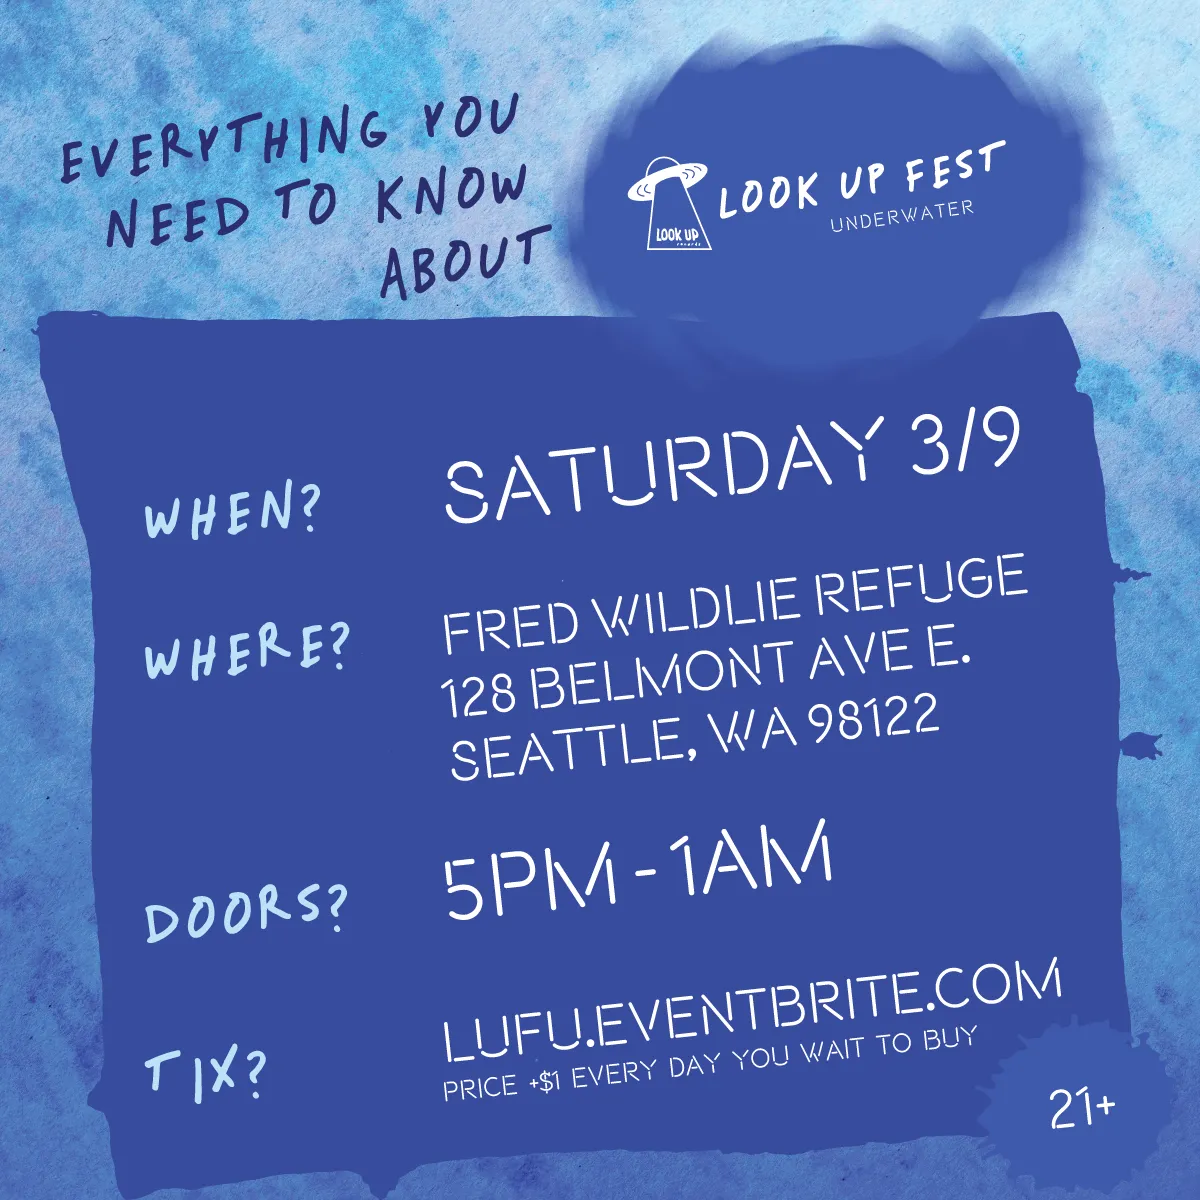 EVERYTHING YOU
NEED TO KNOW
ABOUT
LOOK UP FEST
UNDERWATER
LOOK UP
records
WHEN?
SATURDAY 3/9
WHERE?
FRED WILDLIE REFUGE
128 BELMONT AVE E.
SEATTLE, WA 98122
DOORS?
5PM - 1AM
TIX?
LUFU.EVENTBRITE.COM
PRICE +$1 EVERY DAY YOU WAIT TO BUY
21+